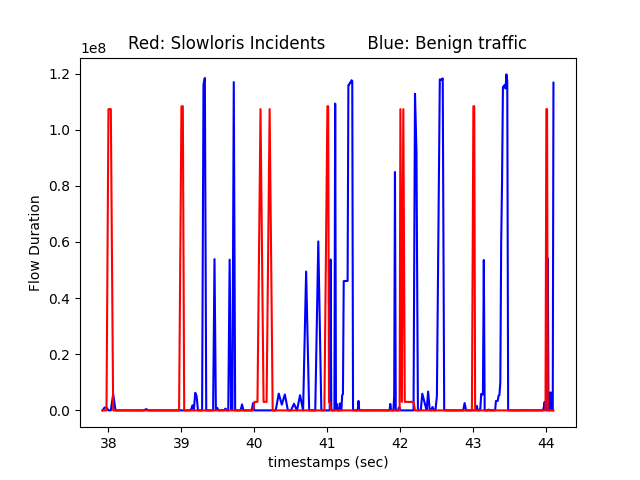 Red: Slowloris Incidents        Blue: Benign traffic
1e8
1.2
1.0
0.8
0.6
0.4
0.2
0.0
Flow Duration
38 39 40 41 42 43 44
timestamps (sec)